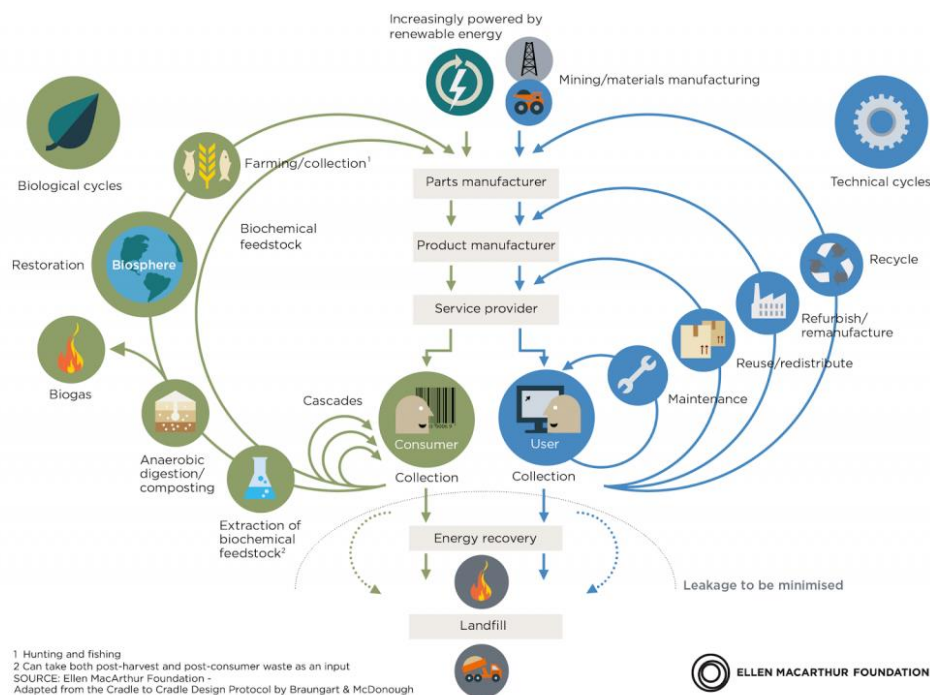 Increasingly powered by
renewable energy
Mining/materials manufacturing
Biological cycles
Technical cycles
Farming/collection¹
Parts manufacturer
Biochemical
feedstock
Product manufacturer
Restoration
Biosphere
Recycle
Service provider
Refurbish/
remanufacture
Reuse/redistribute
Biogas
Maintenance
Cascades
Consumer
User
Anaerobic
digestion/
composting
Collection
Collection
Extraction of
biochemical
feedstock²
Energy recovery
Leakage to be minimised
Landfill
1 Hunting and fishing
2 Can take both post-harvest and post-consumer waste as an input
SOURCE: Ellen MacArthur Foundation -
Adapted from the Cradle to Cradle Design Protocol by Braungart & McDonough
ELLEN MACARTHUR FOUNDATION